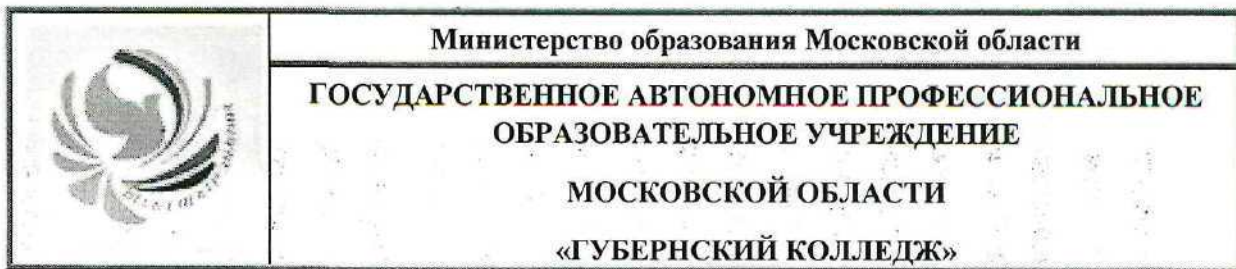 Министерство образования Московской области
ГОСУДАРСТВЕННОЕ АВТОНОМНОЕ ПРОФЕССИОНАЛЬНОЕ
ОБРАЗОВАТЕЛЬНОЕ УЧРЕЖДЕНИЕ
МОСКОВСКОЙ ОБЛАСТИ
«ГУБЕРНСКИЙ КОЛЛЕДЖ»